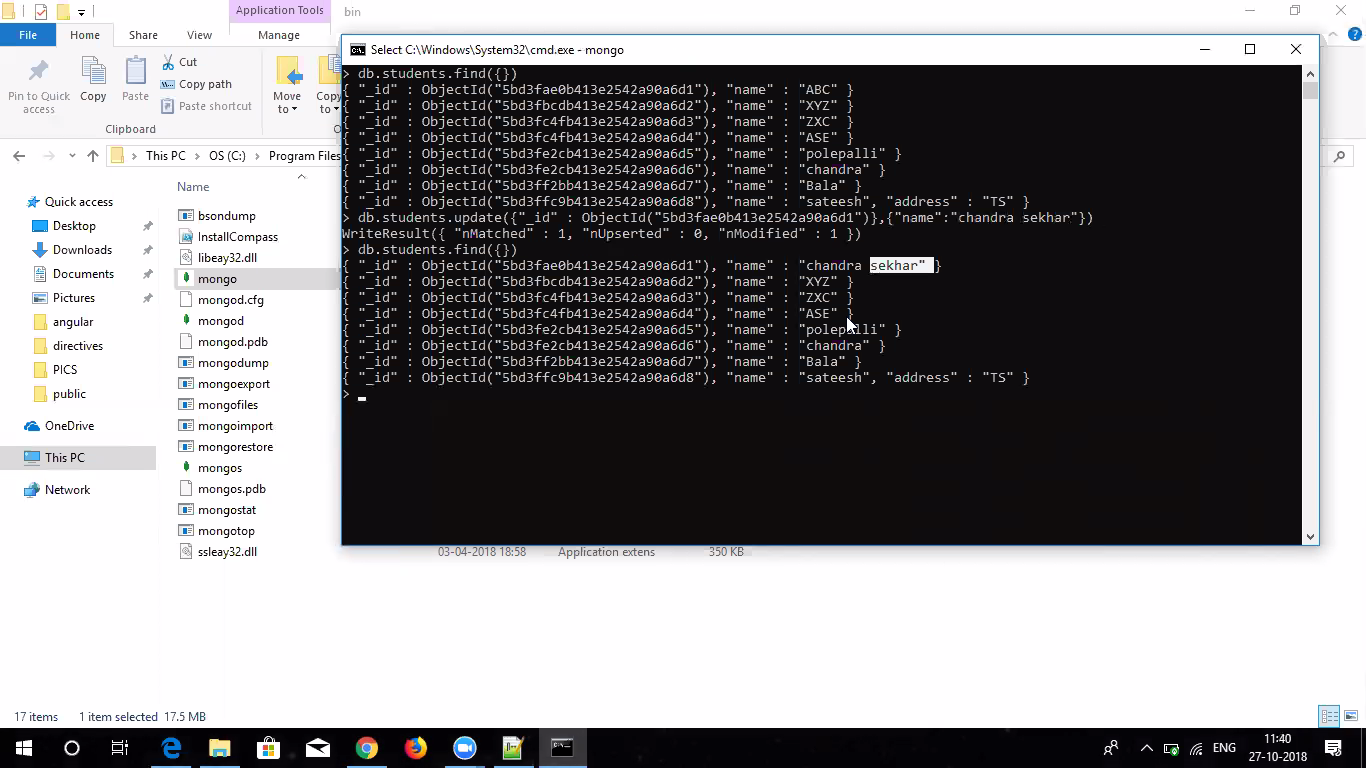 Application Tools
bin
File
Home
Share
View
Manage
Pin to Quick access
Copy
Paste
Cut
Copy path
Paste shortcut
Move to
Copy to
Clipboard
This PC
OS (C:)
Program Files
Select C:\Windows\System32\cmd.exe - mongo
> db.students.find({})
{ "_id" : ObjectId("5bd3fae0b413e2542a90a6d1"), "name" : "ABC" }
{ "_id" : ObjectId("5bd3fbcdb413e2542a90a6d2"), "name" : "XYZ" }
{ "_id" : ObjectId("5bd3fc4fb413e2542a90a6d3"), "name" : "ZXC" }
{ "_id" : ObjectId("5bd3fc4fb413e2542a90a6d4"), "name" : "ASE" }
{ "_id" : ObjectId("5bd3fe2cb413e2542a90a6d5"), "name" : "polepalli" }
{ "_id" : ObjectId("5bd3fe2cb413e2542a90a6d6"), "name" : "chandra" }
{ "_id" : ObjectId("5bd3ff2bb413e2542a90a6d7"), "name" : "Bala" }
{ "_id" : ObjectId("5bd3ffc9b413e2542a90a6d8"), "name" : "sateesh", "address" : "TS" }
> db.students.update({"_id" : ObjectId("5bd3fae0b413e2542a90a6d1")},{"name":"chandra sekhar"})
WriteResult({ "nMatched" : 1, "nUpserted" : 0, "nModified" : 1 })
> db.students.find({})
{ "_id" : ObjectId("5bd3fae0b413e2542a90a6d1"), "name" : "chandra sekhar" }
{ "_id" : ObjectId("5bd3fbcdb413e2542a90a6d2"), "name" : "XYZ" }
{ "_id" : ObjectId("5bd3fc4fb413e2542a90a6d3"), "name" : "ZXC" }
{ "_id" : ObjectId("5bd3fc4fb413e2542a90a6d4"), "name" : "ASE" }
{ "_id" : ObjectId("5bd3fe2cb413e2542a90a6d5"), "name" : "polepalli" }
{ "_id" : ObjectId("5bd3fe2cb413e2542a90a6d6"), "name" : "chandra" }
{ "_id" : ObjectId("5bd3ff2bb413e2542a90a6d7"), "name" : "Bala" }
{ "_id" : ObjectId("5bd3ffc9b413e2542a90a6d8"), "name" : "sateesh", "address" : "TS" }
>
Quick access
Desktop
Downloads
Documents
Pictures
angular
directives
PICS
public
OneDrive
This PC
Network
Name
bsondump
InstallCompass
libeay32.dll
mongo
mongod.cfg
mongod
mongod.pdb
mongodump
mongoexport
mongofiles
mongoimport
mongorestore
mongos
mongos.pdb
mongostat
mongotop
ssleay32.dll
03-04-2018 18:58
Application extens
350 KB
17 items
1 item selected 17.5 MB
ENG
11:40
27-10-2018